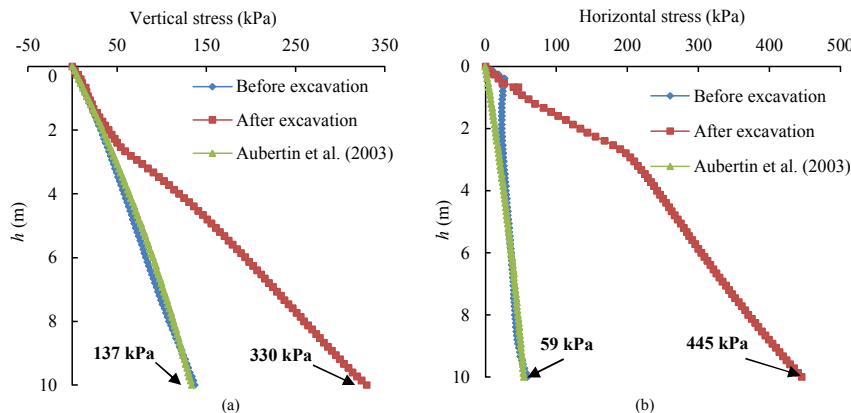 Vertical stress (kPa)
-50 50 150 250 350
0
2
4
6
8
10
h (m)
Before excavation
After excavation
Aubertin et al. (2003)
137 kPa
330 kPa
(a)
Horizontal stress (kPa)
0 100 200 300 400 500
0
2
4
6
8
10
h (m)
Before excavation
After excavation
Aubertin et al. (2003)
59 kPa
445 kPa
(b)